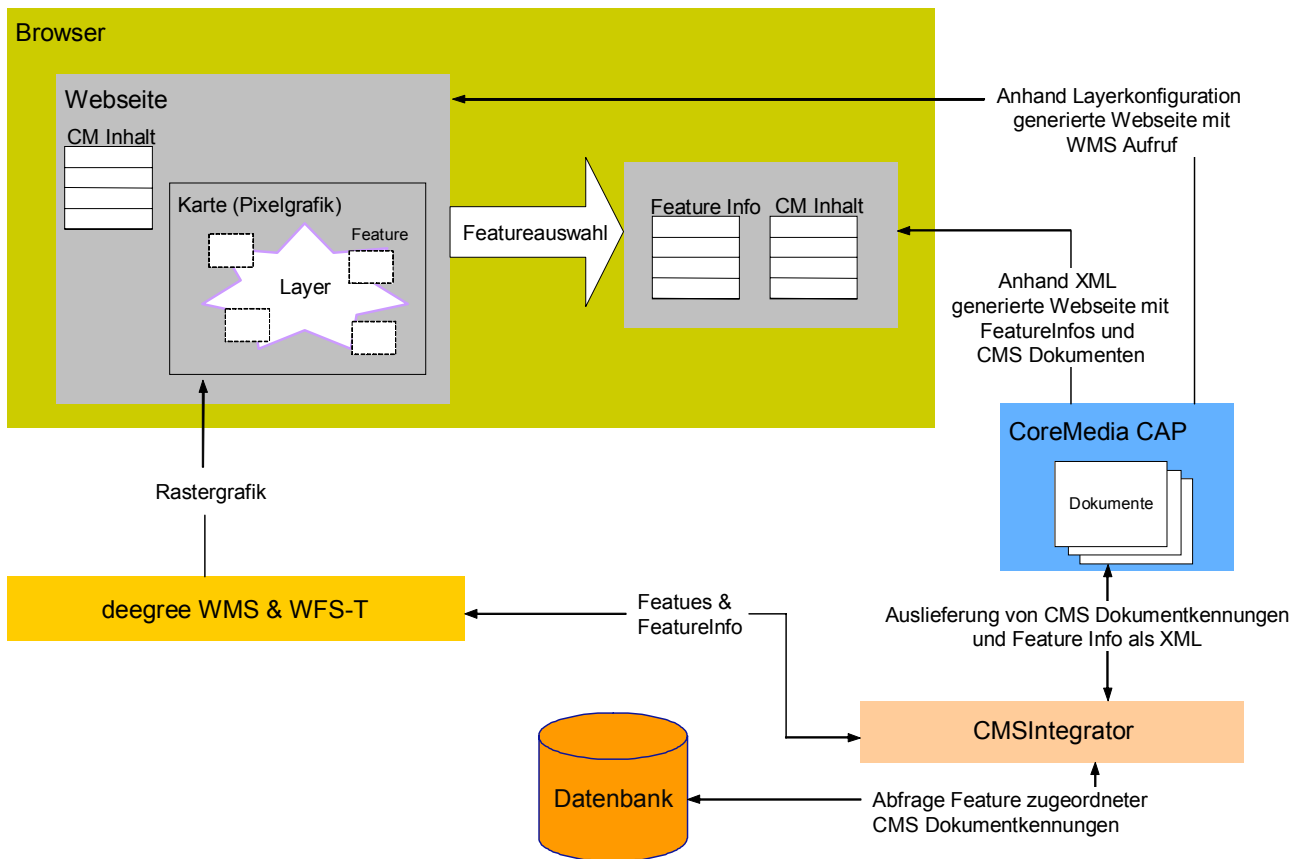 Browser
Webseite
CM Inhalt
Karte (Pixelgrafik)
Feature
Layer
Featureauswahl
Feature Info
CM Inhalt
Anhand Layerkonfiguration
generierte Webseite mit
WMS Aufruf
Anhand XML
generierte Webseite mit
FeatureInfos und
CMS Dokumenten
CoreMedia CAP
Dokumente
Rastergrafik
deegree WMS & WFS-T
Featues &
FeatureInfo
Auslieferung von CMS Dokumentkennungen
und Feature Info als XML
CMSIntegrator
Datenbank
Abfrage Feature zugeordneter
CMS Dokumentkennungen